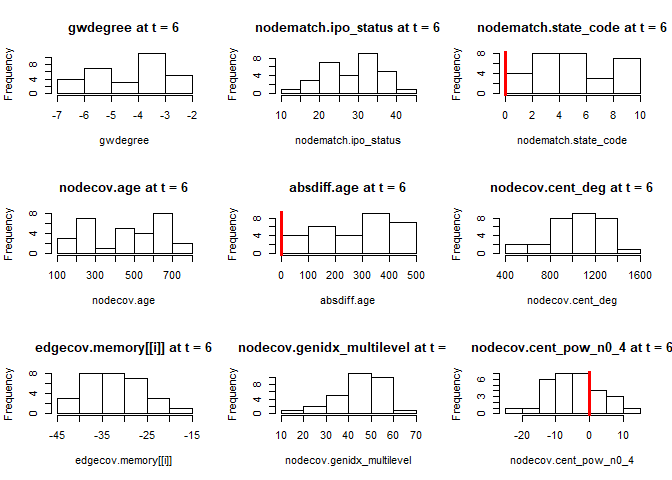 gwdegree at t = 6
nodematch.ipo_status at t = 6
nodematch.state_code at t = 6
Frequency
0 4 8
-7 -6 -5 -4 -3 -2
gwdegree
Frequency
0 4 8
10 20 30 40
nodematch.ipo_status
Frequency
0 4 8
0 2 4 6 8 10
nodematch.state_code
nodecov.age at t = 6
absdiff.age at t = 6
nodecov.cent_deg at t = 6
Frequency
0 4 8
100 300 500 700
nodecov.age
Frequency
0 4 8
0 100 200 300 400 500
absdiff.age
Frequency
0 4 8
400 800 1200 1600
nodecov.cent_deg
edgecov.memory[[i]] at t = 6
nodecov.genidx_multilevel at t =
nodecov.cent_pow_n0_4 at t = 6
Frequency
0 4 8
-45 -35 -25 -15
edgecov.memory[[i]]
Frequency
0 4 8
10 20 30 40 50 60 70
nodecov.genidx_multilevel
Frequency
0 3 6
-20 -10 0 10
nodecov.cent_pow_n0_4